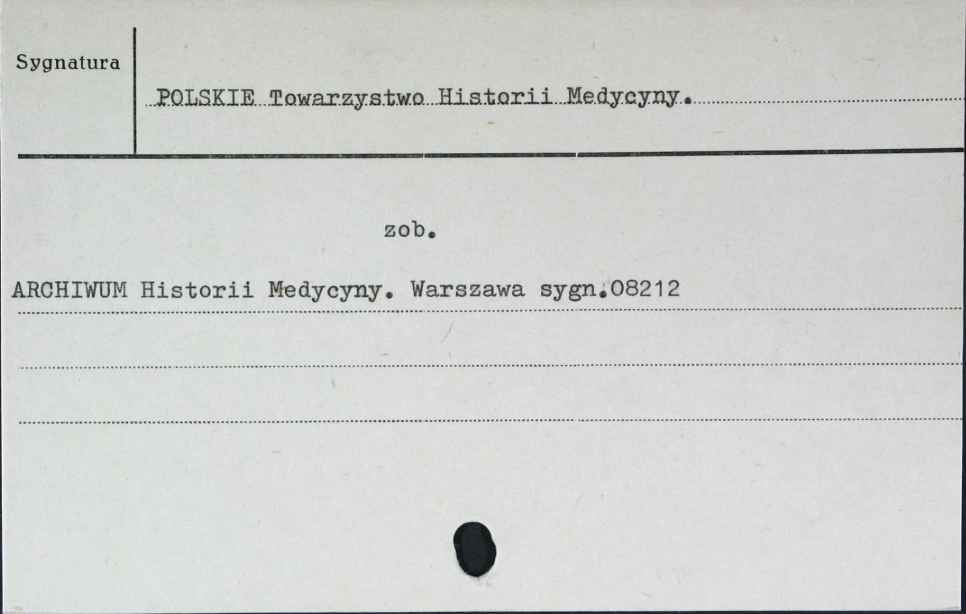 Sygnatura
POLSKIE Towarzystwo Historii Medycyny.
zob.
ARCHIWUM Historii Medycyny. Warszawa sygn.08212